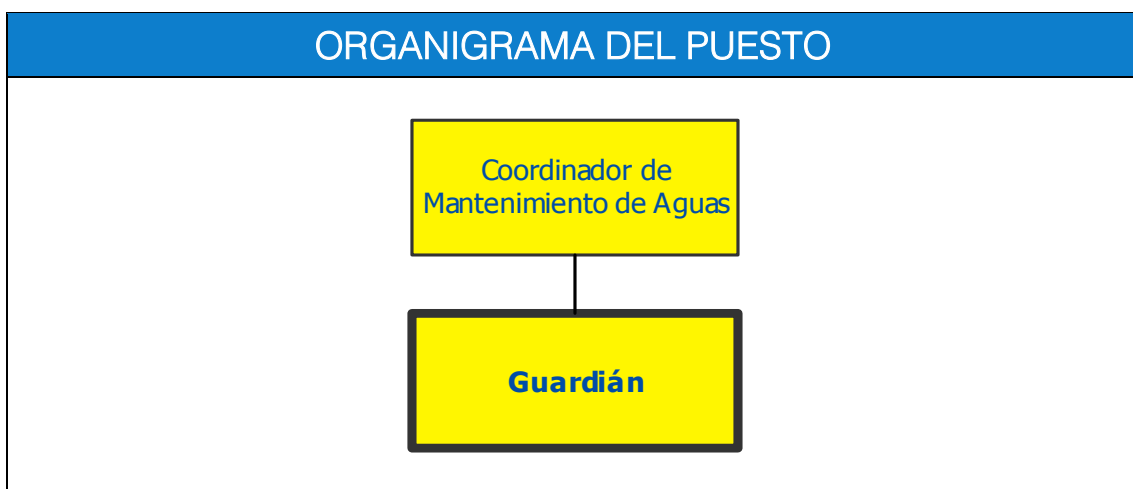 ORGANIGRAMA DEL PUESTO
Coordinador de
Mantenimiento de Aguas
Guardián